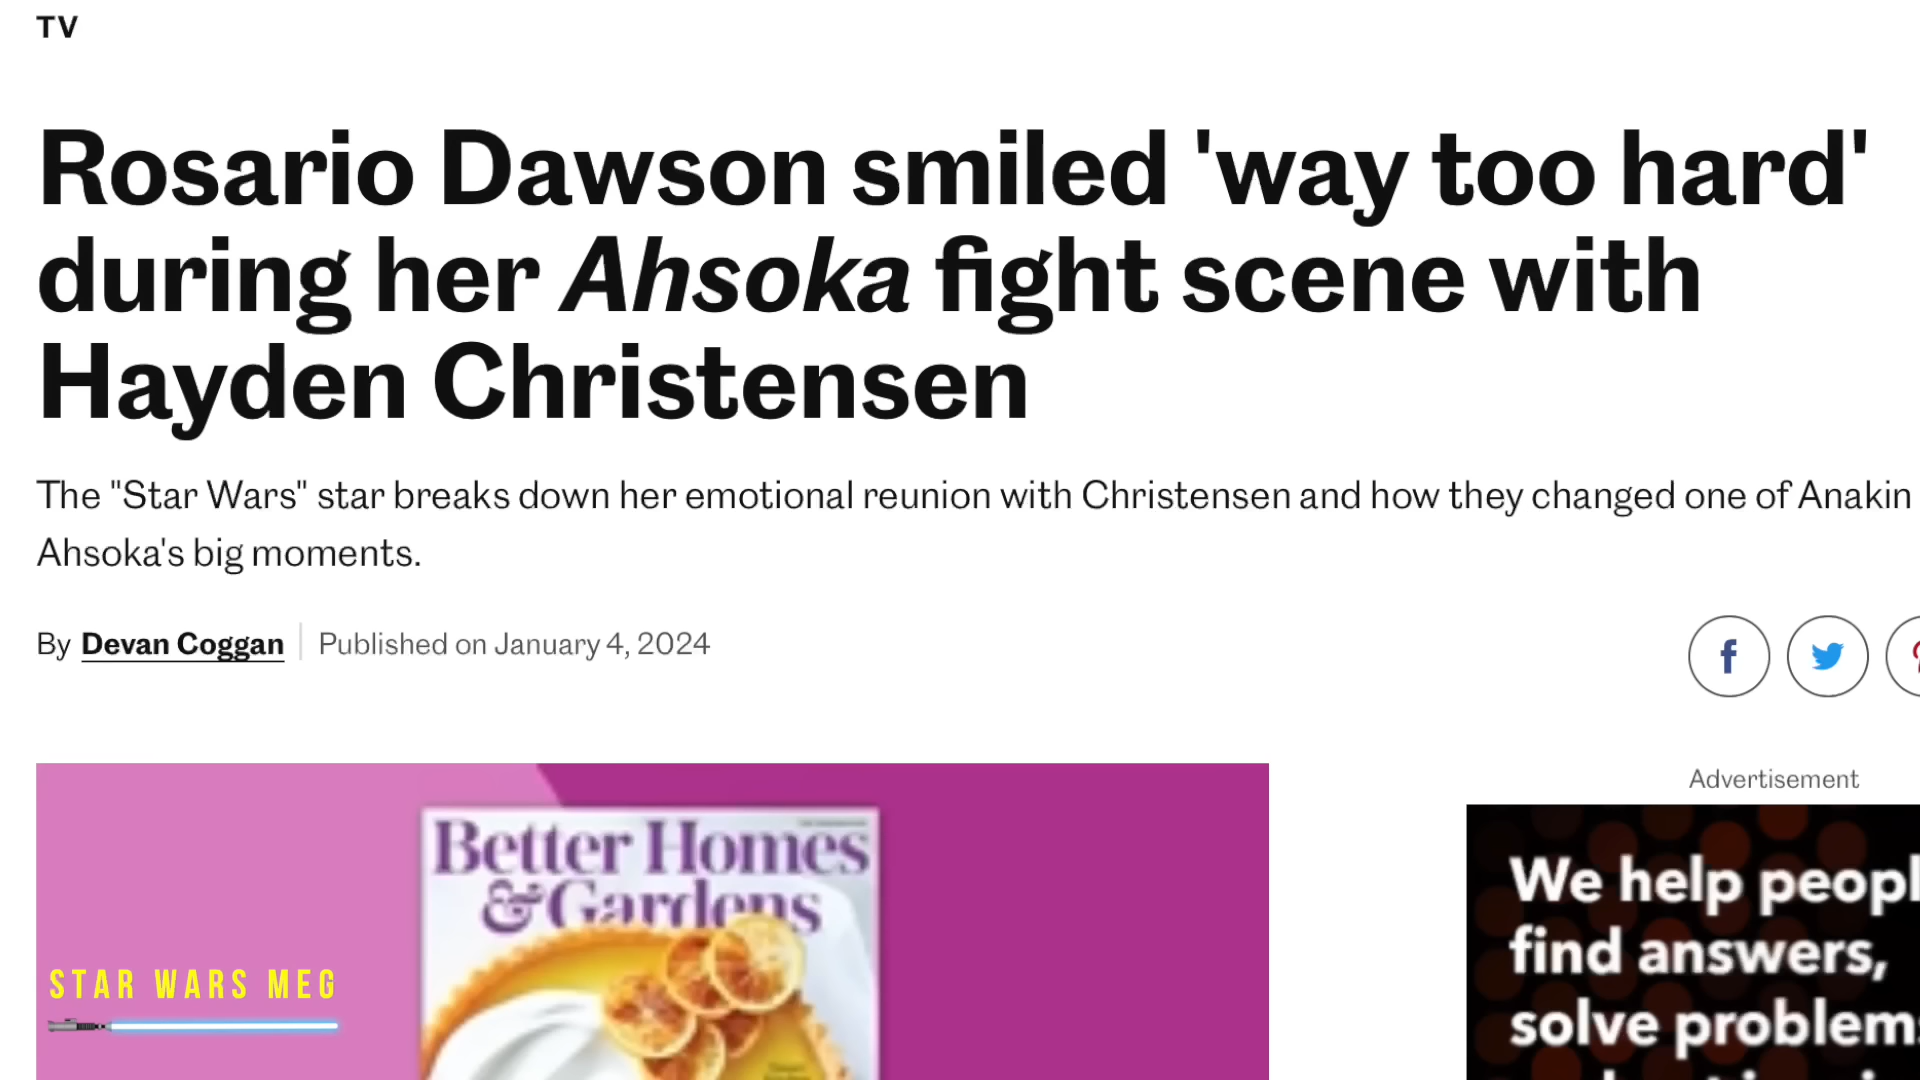 TV
Rosario Dawson smiled 'way too hard'
during her Ahsoka fight scene with
Hayden Christensen
The "Star Wars" star breaks down her emotional reunion with Christensen and how they changed one of Anakin
Ahsoka's big moments.
By Devan Coggan Published on January 4, 2024
Advertisement
Better Homes
& Gardens
We help peopl
find answers,
solve problem
STAR WARS MEG